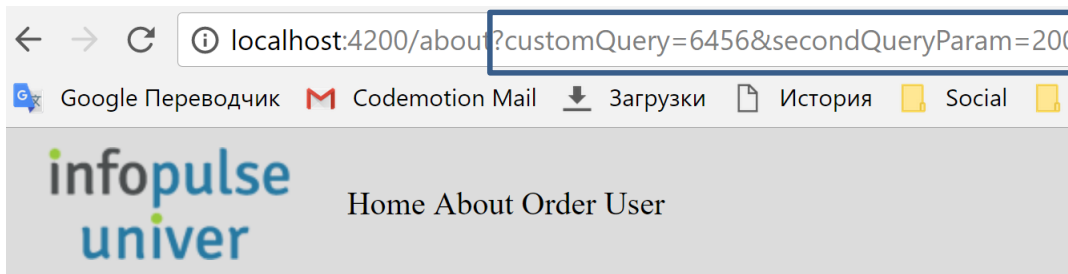 localhost:4200/about?customQuery=6456&secondQueryParam=200
Google Переводчик Codemotion Mail Загрузки История Social
infopulse
univer
Home About Order User